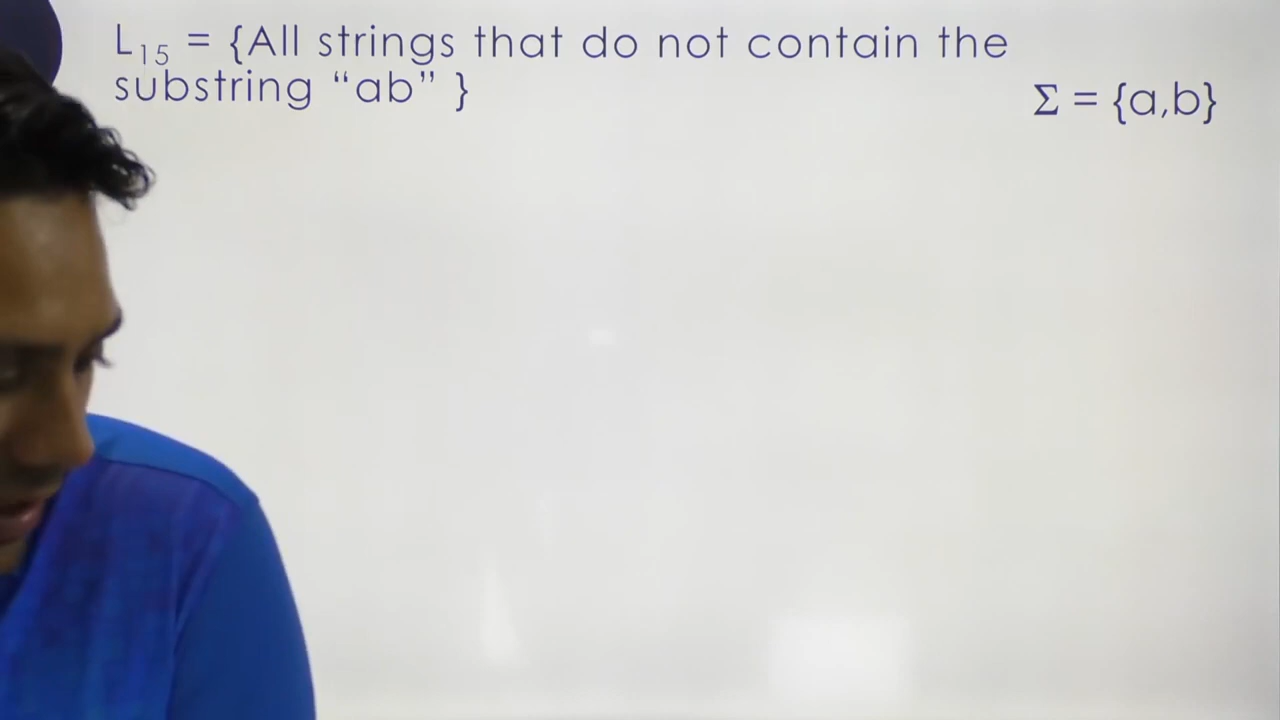 L₁₅ = {All strings that do not contain the
substring “ab” }
Σ = {a,b}